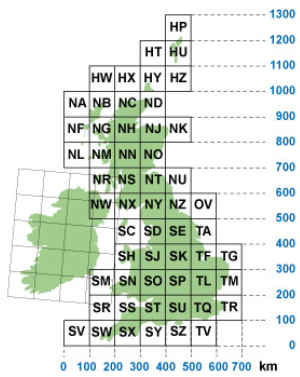 1300
HP
1200
HT HU
1100
HW HX HY HZ
1000
NA NB NC ND
900
NF NG NH NJ NK
800
NL NM NN NO
700
NR NS NT NU
600
NW NX NY NZ OV
500
SC SD SE TA
400
SH SJ SK TF TG
300
SM SN SO SP TL TM
200
SR SS ST SU TQ TR
100
SV SW SX SY SZ TV
0
0 100 200 300 400 500 600 700 km